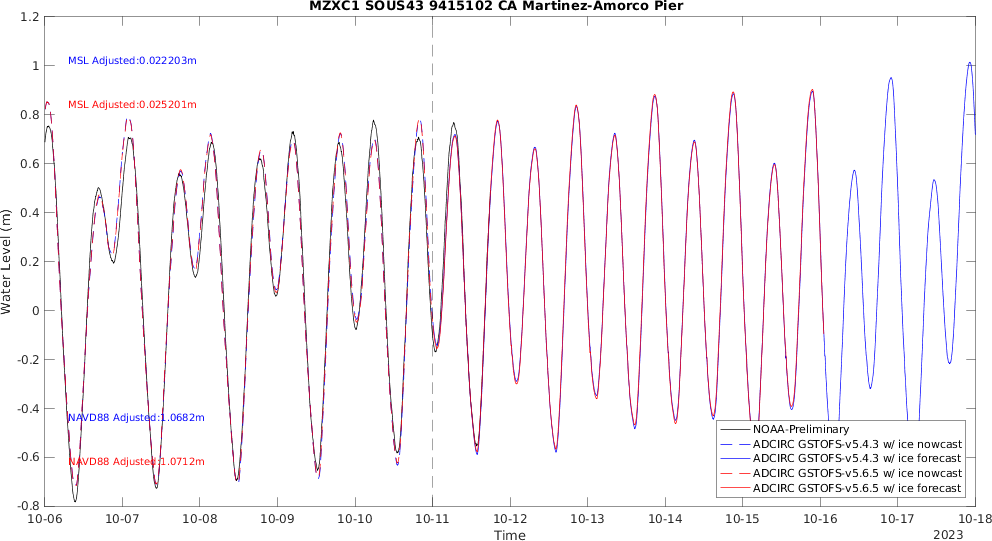 MZXC1 SOUS43 9415102 CA Martinez-Amorco Pier
1.2
1
0.8
0.6
0.4
0.2
0
-0.2
-0.4
-0.6
-0.8
Water Level (m)
MSL Adjusted:0.022203m
MSL Adjusted:0.025201m
NAVD88 Adjusted:1.0682m
NAVD88 Adjusted:1.0712m
NOAA-Preliminary
ADCIRC GSTOFS-v5.4.3 w/ ice nowcast
ADCIRC GSTOFS-v5.4.3 w/ ice forecast
ADCIRC GSTOFS-v5.6.5 w/ ice nowcast
ADCIRC GSTOFS-v5.6.5 w/ ice forecast
10-06 10-07 10-08 10-09 10-10 10-11 10-12 10-13 10-14 10-15 10-16 10-17 10-18
Time
2023